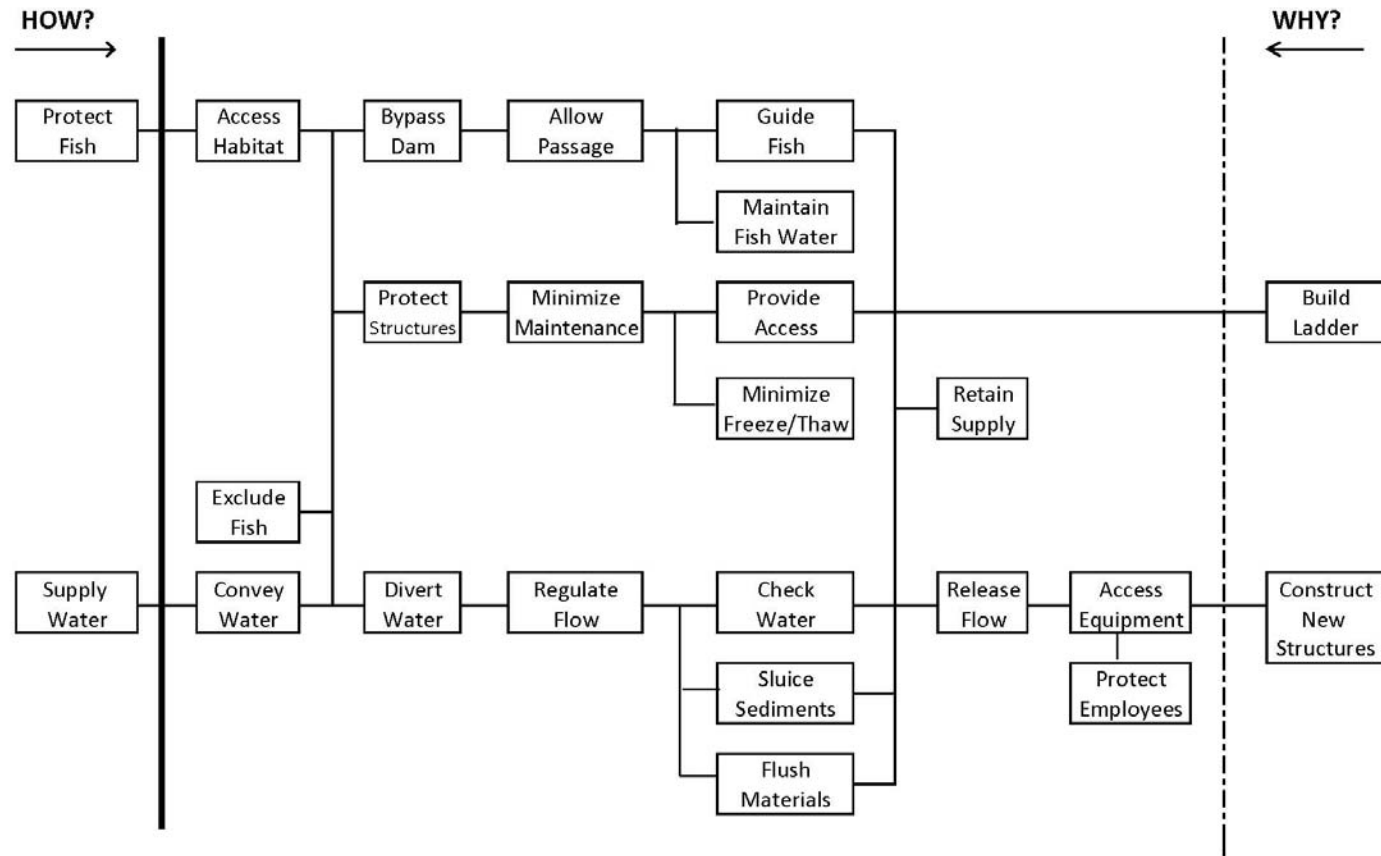 HOW?
WHY?
Protect
Fish
Access
Habitat
Bypass
Dam
Allow
Passage
Guide
Fish
Maintain
Fish Water
Protect
Structures
Minimize
Maintenance
Provide
Access
Build
Ladder
Minimize
Freeze/Thaw
Retain
Supply
Exclude
Fish
Supply
Water
Convey
Water
Divert
Water
Regulate
Flow
Check
Water
Release
Flow
Access
Equipment
Construct
New
Structures
Sluice
Sediments
Protect
Employees
Flush
Materials